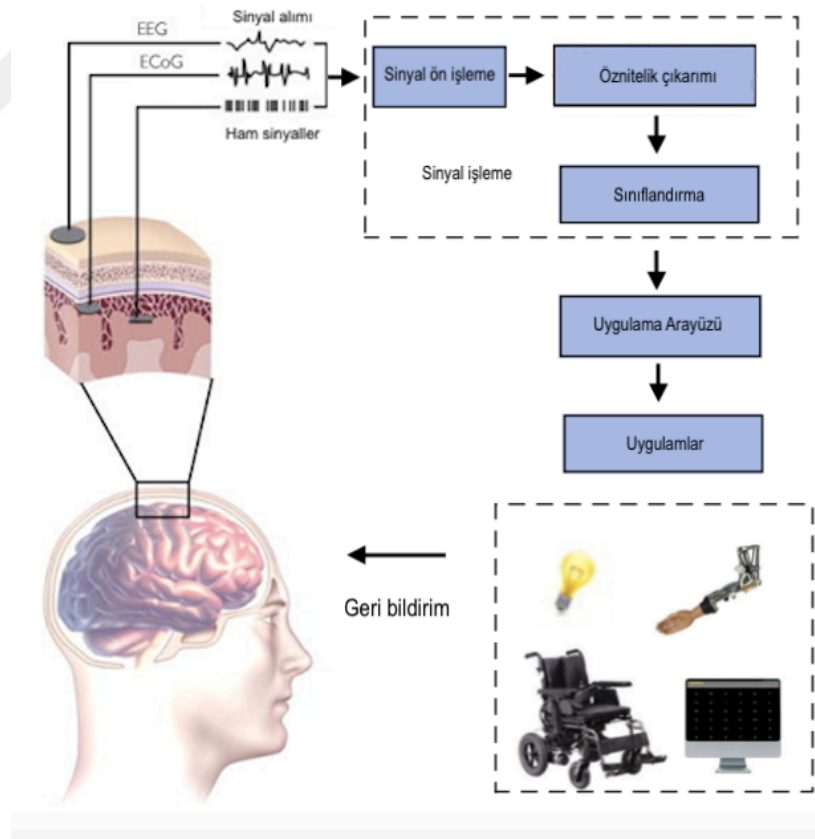 Sinyal alımı
EEG
ECoG
Ham sinyaller
Sinyal ön işleme
Öznitelik çıkarımı
Sinyal işleme
Sınıflandırma
Uygulama Arayüzü
Uygulamlar
Geri bildirim